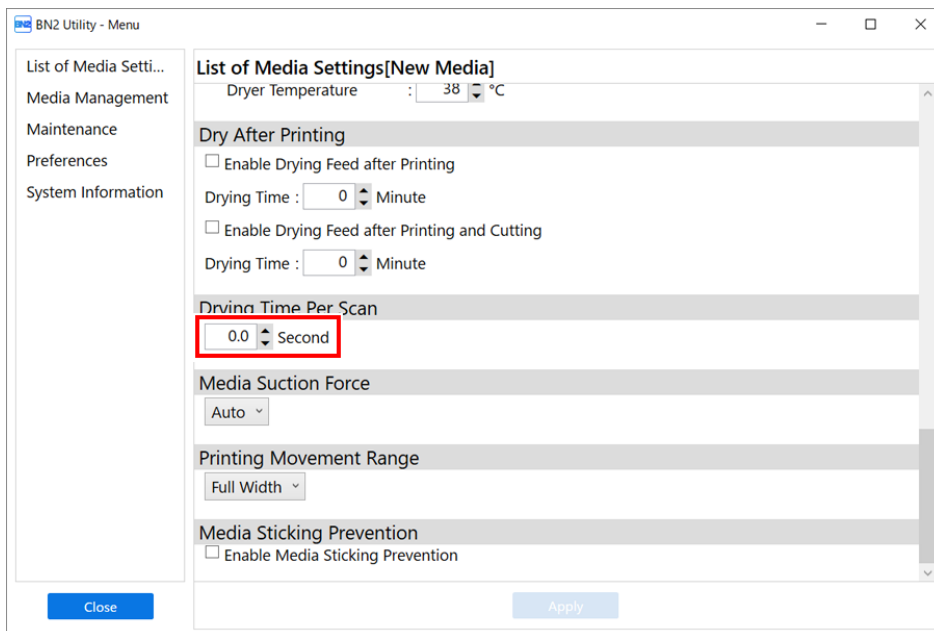 BN2 BN2 Utility - Menu
List of Media Setti...
Media Management
Maintenance
Preferences
System Information
Close
List of Media Settings[New Media]
Dryer Temperature : 38 °C
Dry After Printing
Enable Drying Feed after Printing
Drying Time : 0 Minute
Enable Drying Feed after Printing and Cutting
Drying Time : 0 Minute
Drying Time Per Scan
0.0 Second
Media Suction Force
Auto
Printing Movement Range
Full Width
Media Sticking Prevention
Enable Media Sticking Prevention
Apply